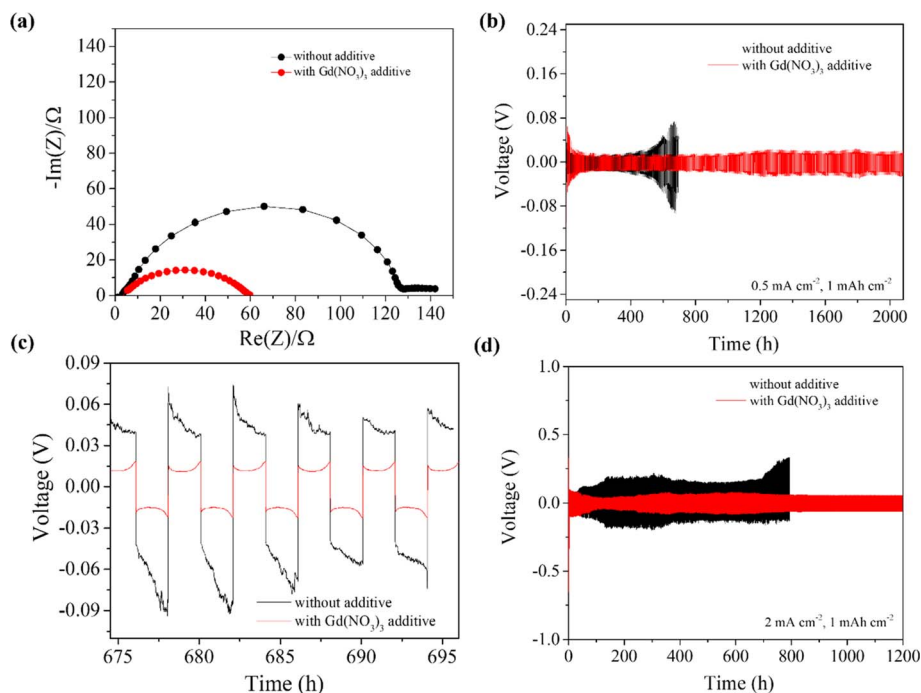 (a)
140
120
100
80
60
40
20
0
-Im(Z)/Ω
without additive
with Gd(NO₃)₃ additive
0 20 40 60 80 100 120 140
Re(Z)/Ω
(b)
0.24
0.16
0.08
0.00
-0.08
-0.16
-0.24
Voltage (V)
without additive
with Gd(NO₃)₃ additive
0.5 mA cm⁻², 1 mAh cm⁻²
0 400 800 1200 1600 2000
Time (h)
(c)
0.09
0.06
0.03
0.00
-0.03
-0.06
-0.09
Voltage (V)
without additive
with Gd(NO₃)₃ additive
675 680 685 690 695
Time (h)
(d)
1.0
0.5
0.0
-0.5
-1.0
Voltage (V)
without additive
with Gd(NO₃)₃ additive
2 mA cm⁻², 1 mAh cm⁻²
0 200 400 600 800 1000 1200
Time (h)